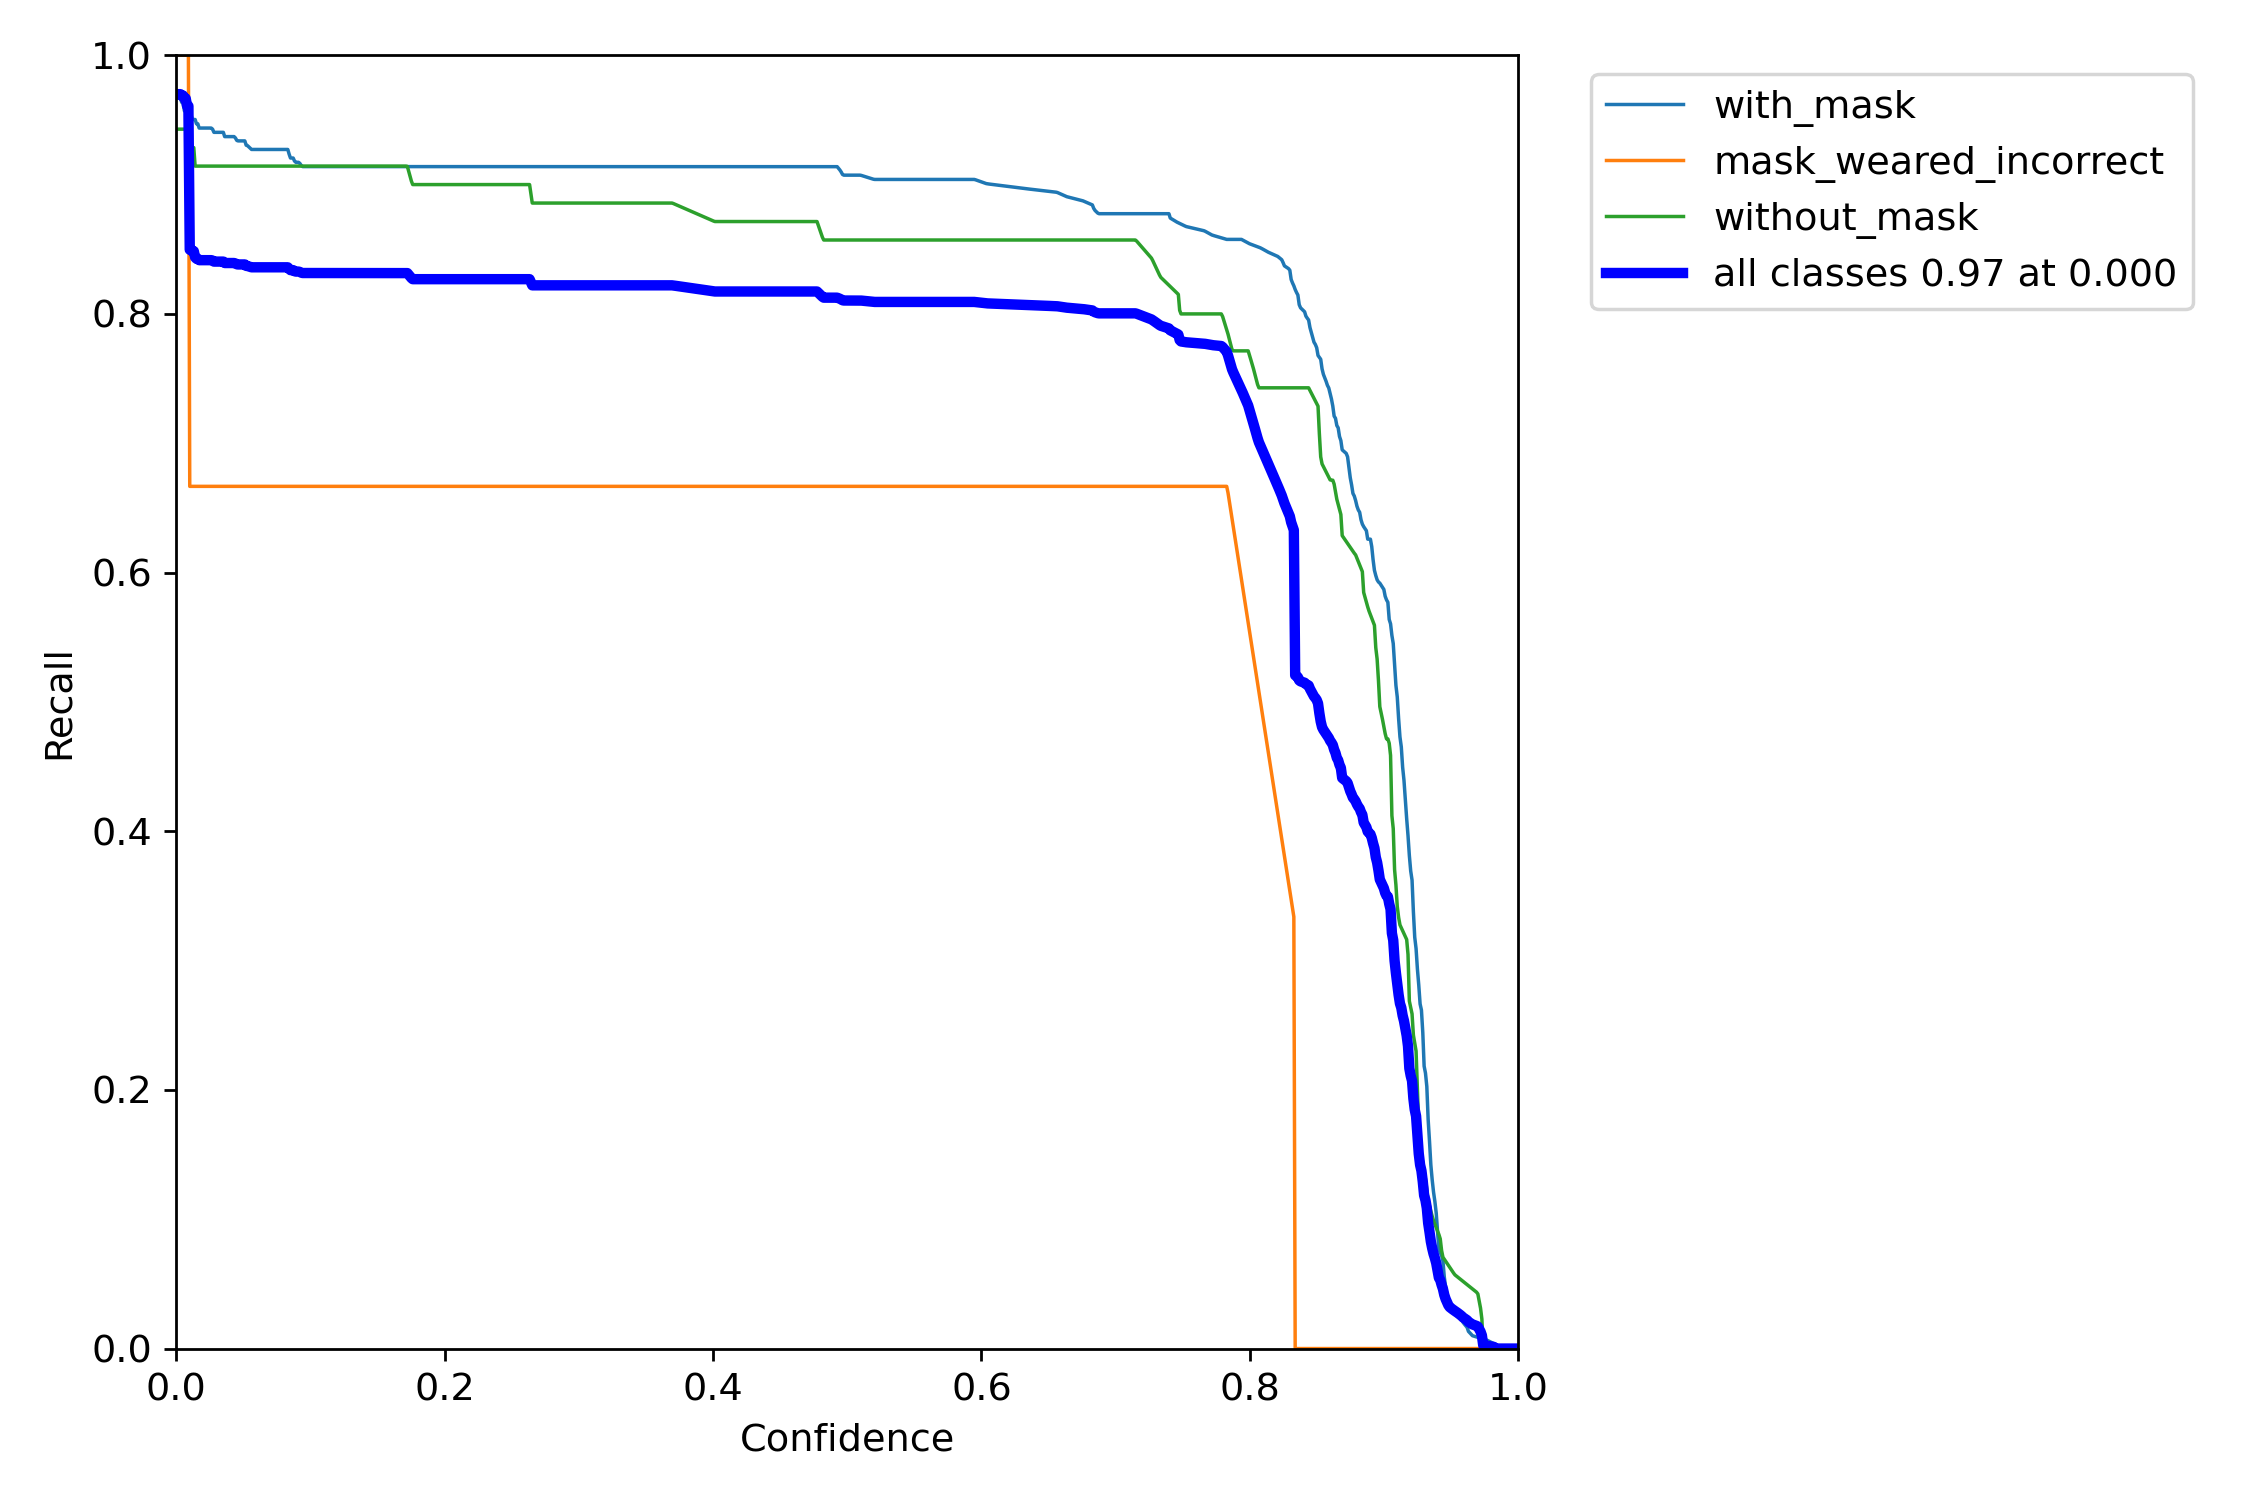 1.0
0.8
0.6
0.4
0.2
0.0
Recall
0.0 0.2 0.4 0.6 0.8 1.0
Confidence
with_mask
mask_weared_incorrect
without_mask
all classes 0.97 at 0.000